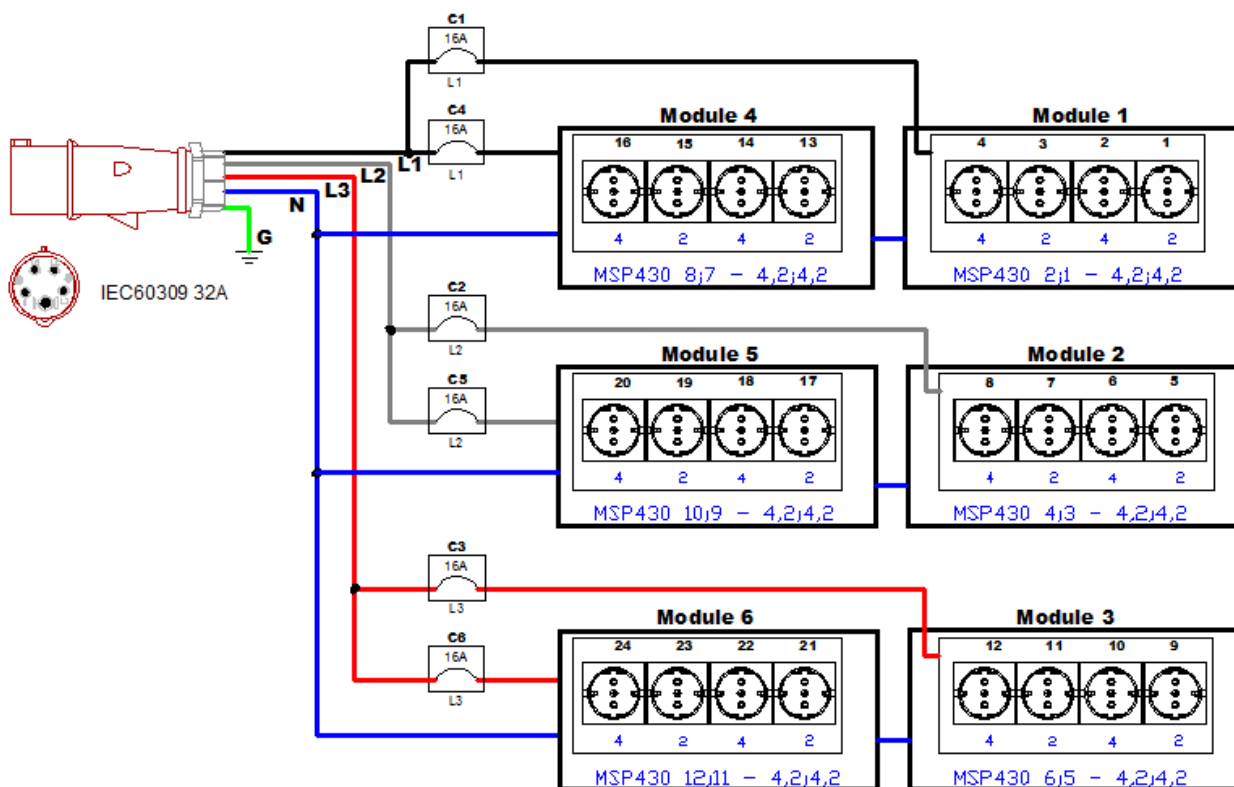 C1
16A
L1
C4
16A
L1
Module 4
Module 1
16 15 14 13
4 3 2 1
L1
L2
L3
N
G
4 2 4 2
4 2 4 2
MSP430 8;7 - 4,2;4,2
MSP430 2;1 - 4,2;4,2
IEC60309 32A
C2
16A
L2
Module 5
Module 2
C5
16A
L2
20 19 18 17
8 7 6 5
4 2 4 2
4 2 4 2
MSP430 10;9 - 4,2;4,2
MSP430 4;3 - 4,2;4,2
C3
16A
L3
Module 6
Module 3
C6
16A
L3
24 23 22 21
12 11 10 9
4 2 4 2
4 2 4 2
MSP430 12;11 - 4,2;4,2
MSP430 6;5 - 4,2;4,2